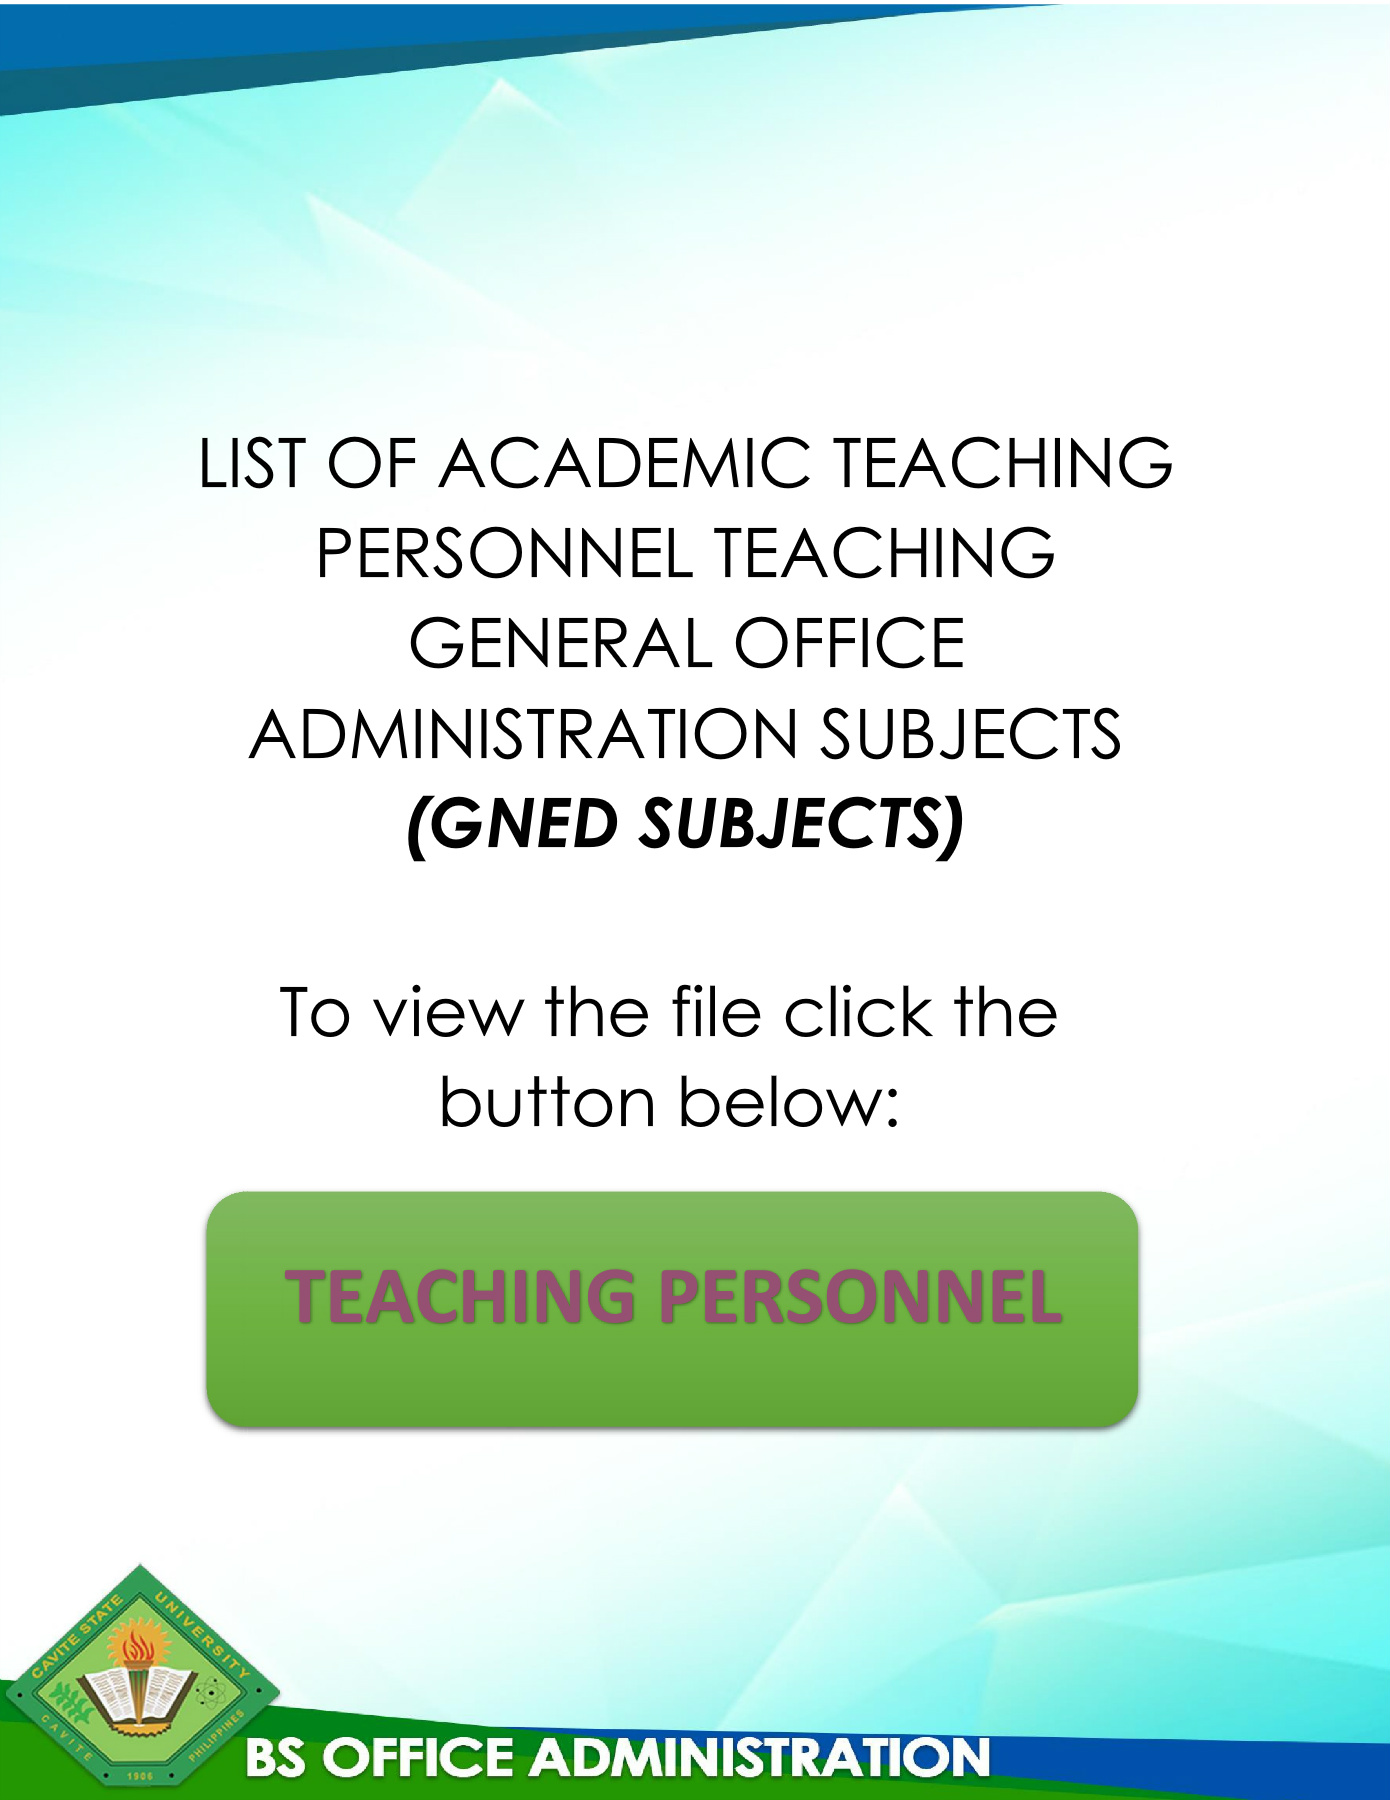 LIST OF ACADEMIC TEACHING
PERSONNEL TEACHING
GENERAL OFFICE
ADMINISTRATION SUBJECTS
(GNED SUBJECTS)
To view the file click the
button below:
TEACHING PERSONNEL
CAVITE STATE UNIVERSITY
CAVITE
PHILIPPINES
1906
BS OFFICE ADMINISTRATION